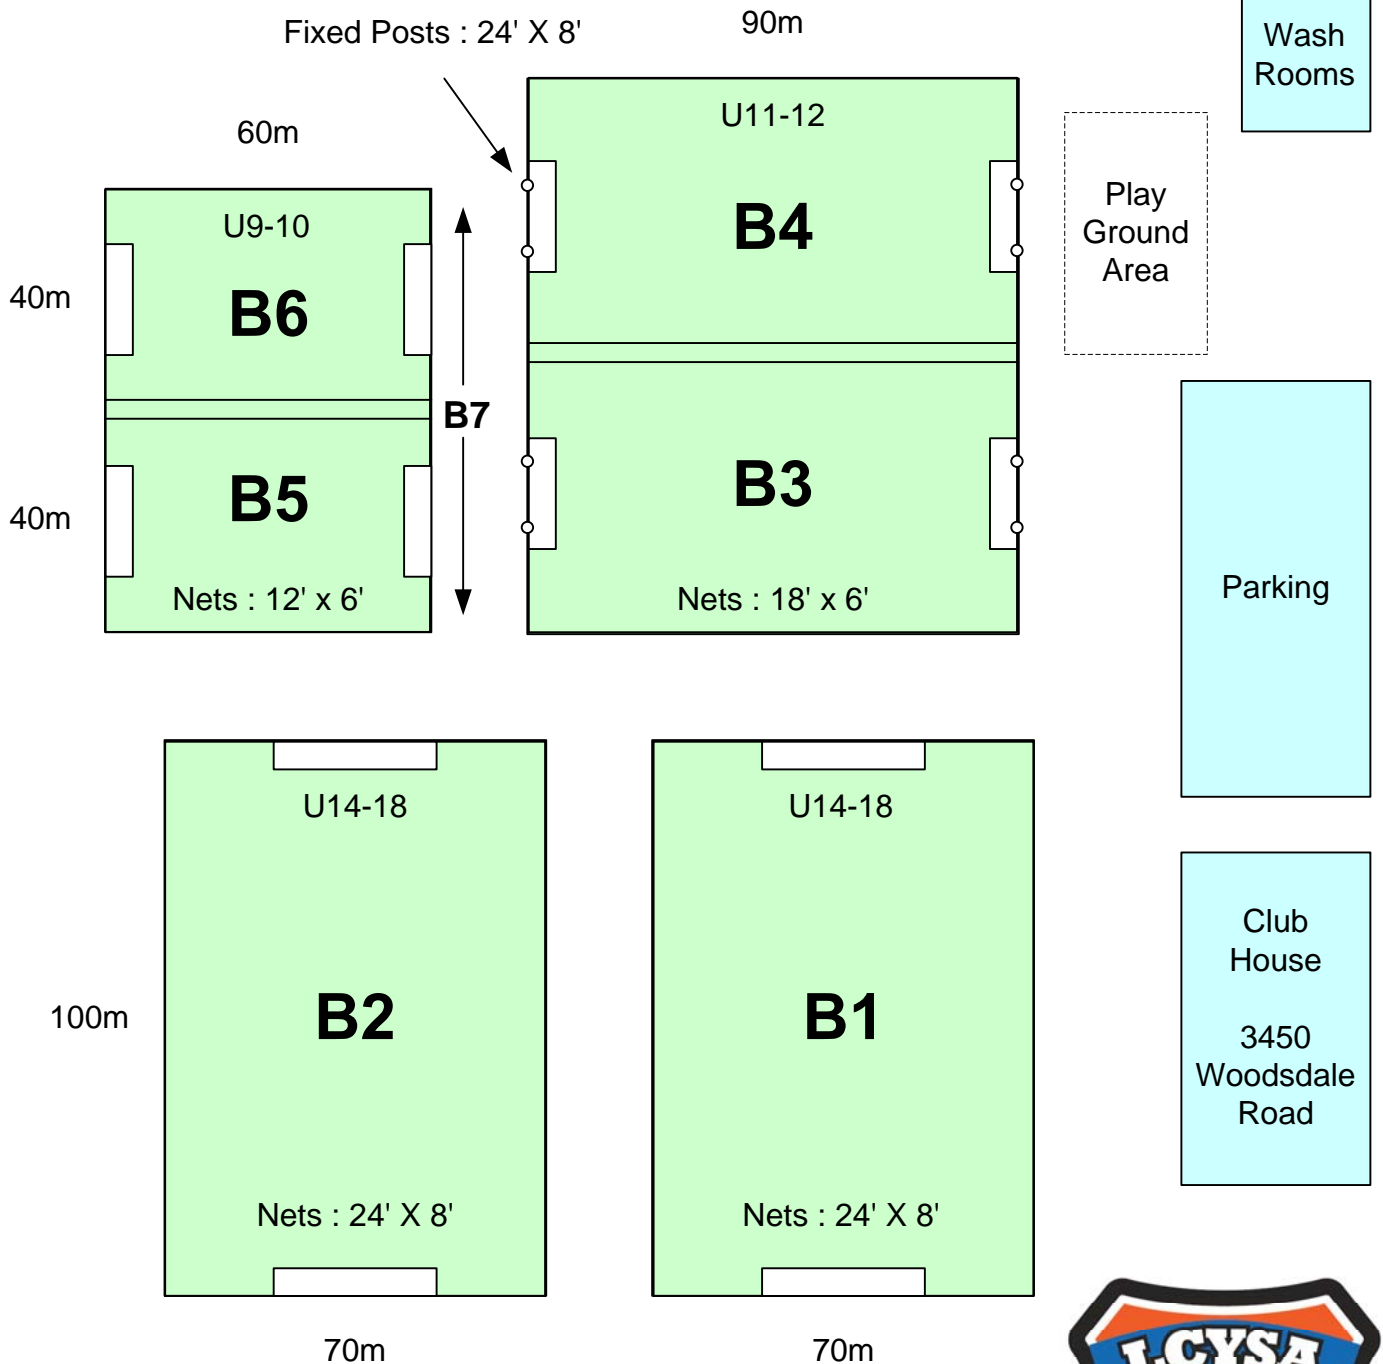 Fixed Posts : 24' X 8'
90m
Wash
Rooms
60m
U11-12
B4
Play
Ground
Area
U9-10
B6
40m
B7
B5
40m
Nets : 12' x 6'
B3
Nets : 18' x 6'
Parking
U14-18
U14-18
100m
B2
B1
Club
House
3450
Woodsdale
Road
Nets : 24' X 8'
Nets : 24' X 8'
70m
70m
LCYSA